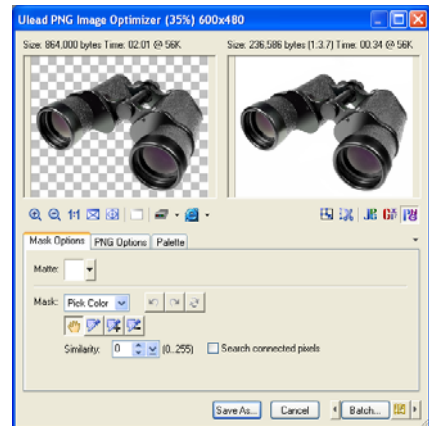 Ulead PNG Image Optimizer (35%) 600x480
Size: 864,000 bytes Time: 02:01 @ 56K
Size: 236,586 bytes (1:3.7) Time: 00:34 @ 56K
1:1
Mask Options PNG Options Palette
Matte:
Mask: Pick Color
Similarity: 0 (0..255) Search connected pixels
Save As... Cancel Batch...